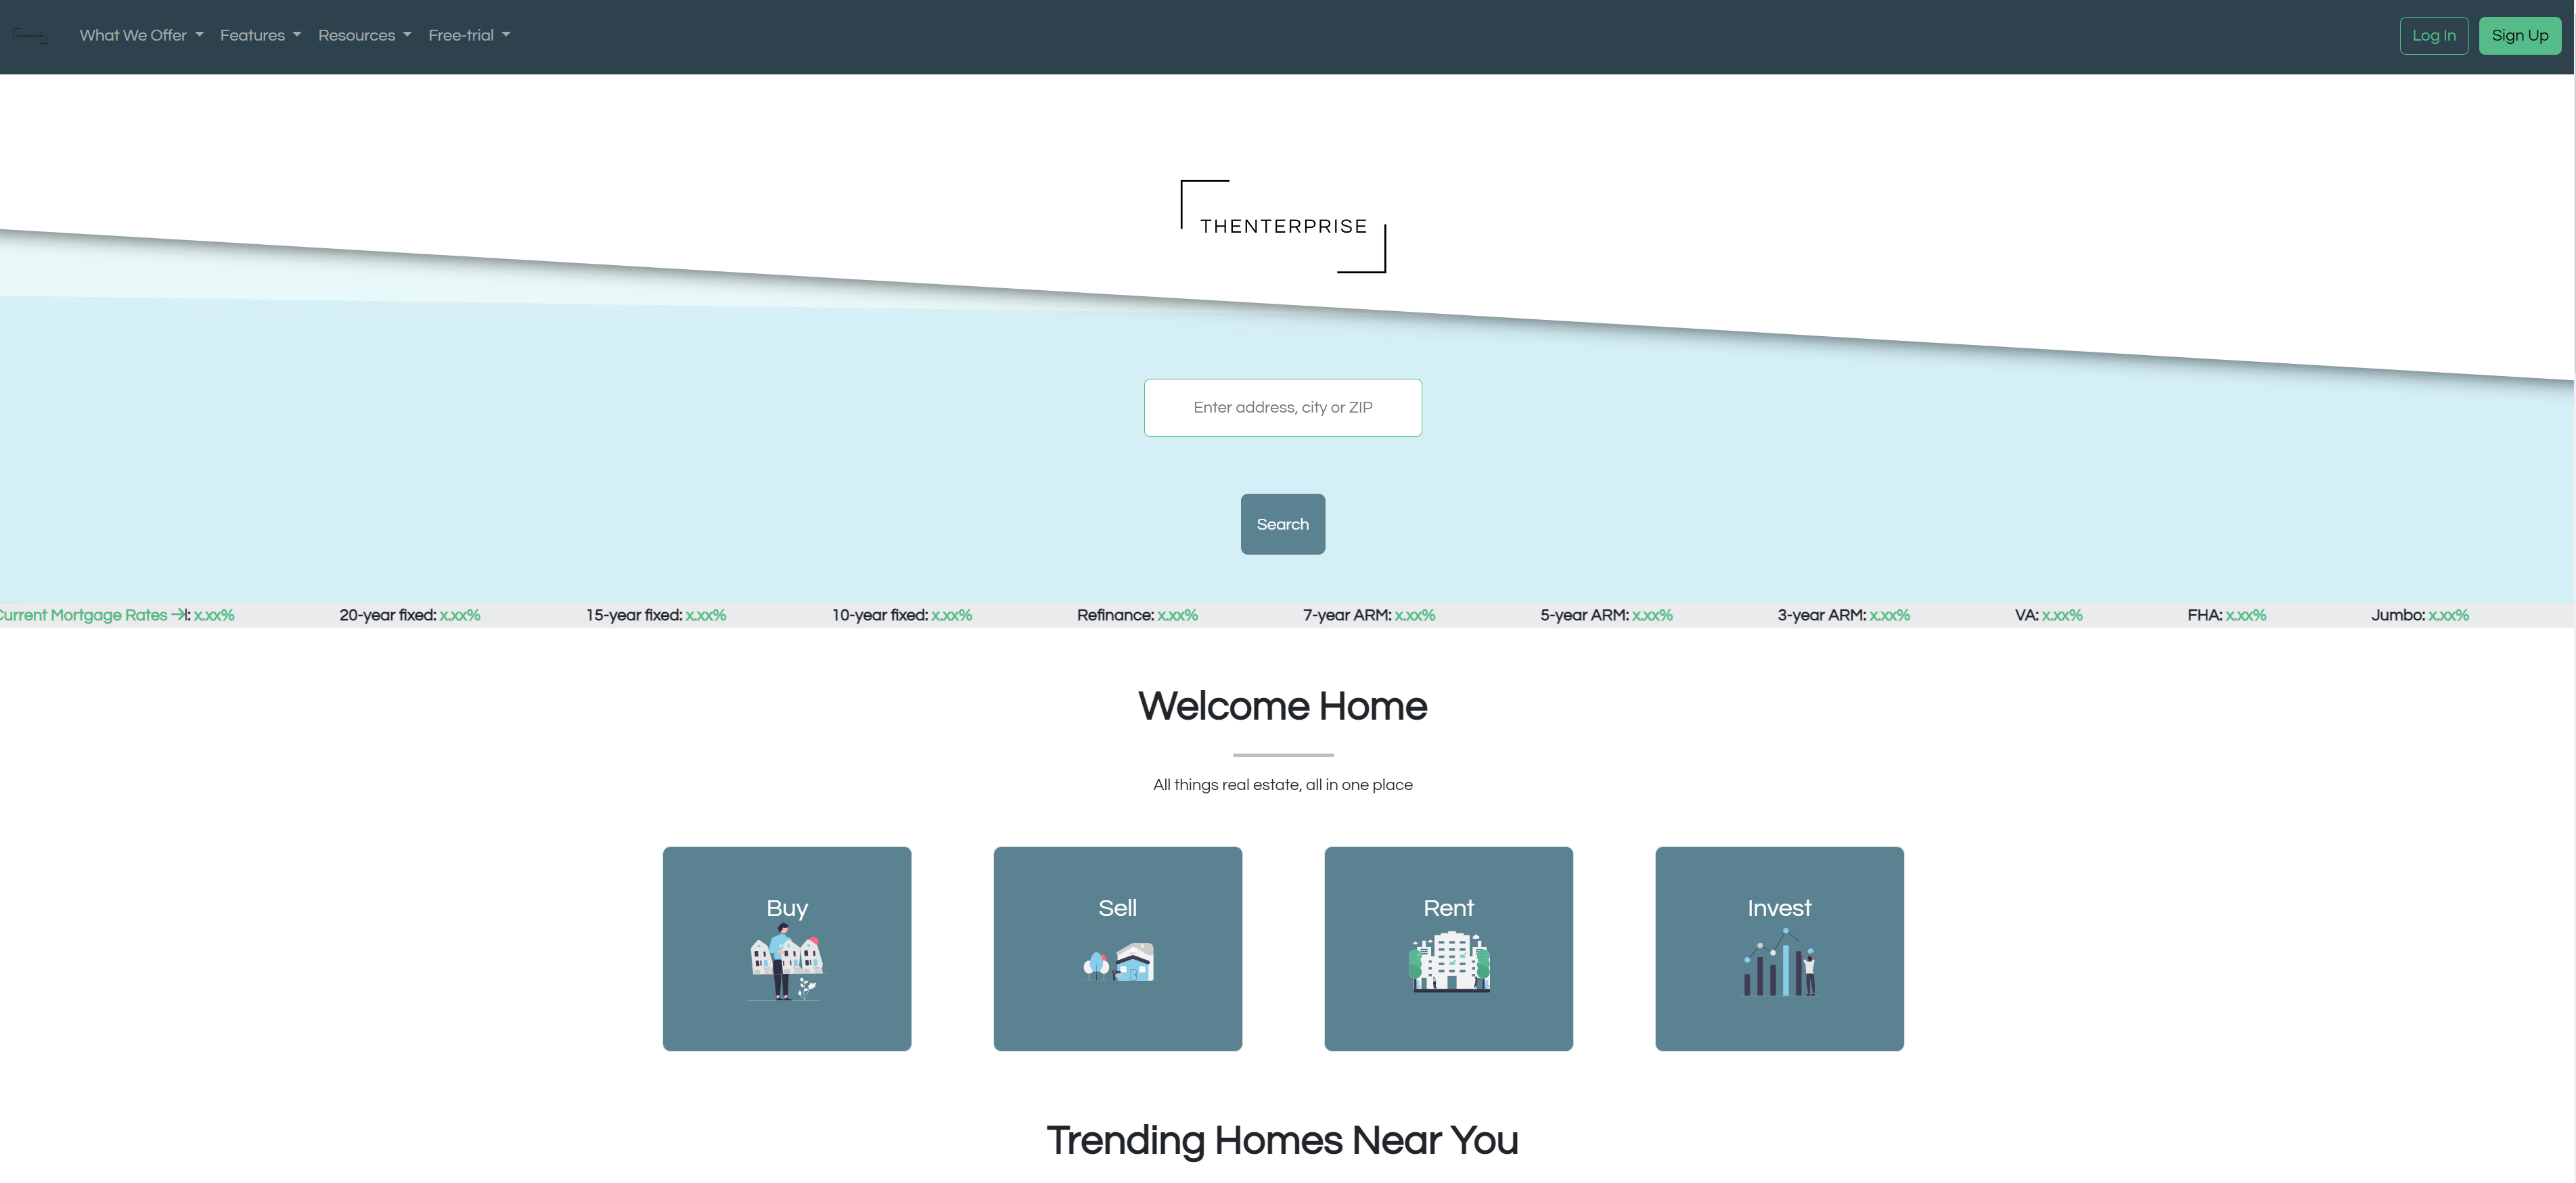 What We Offer Features Resources Free-trial Log In Sign Up
THENTERPRISE
Enter address, city or ZIP
Search
Current Mortgage Rates →l: x.xx% 20-year fixed: x.xx% 15-year fixed: x.xx% 10-year fixed: x.xx% Refinance: x.xx% 7-year ARM: x.xx% 5-year ARM: x.xx% 3-year ARM: x.xx% VA: x.xx% FHA: x.xx% Jumbo: x.xx%
Welcome Home
All things real estate, all in one place
Buy Sell Rent Invest
Trending Homes Near You